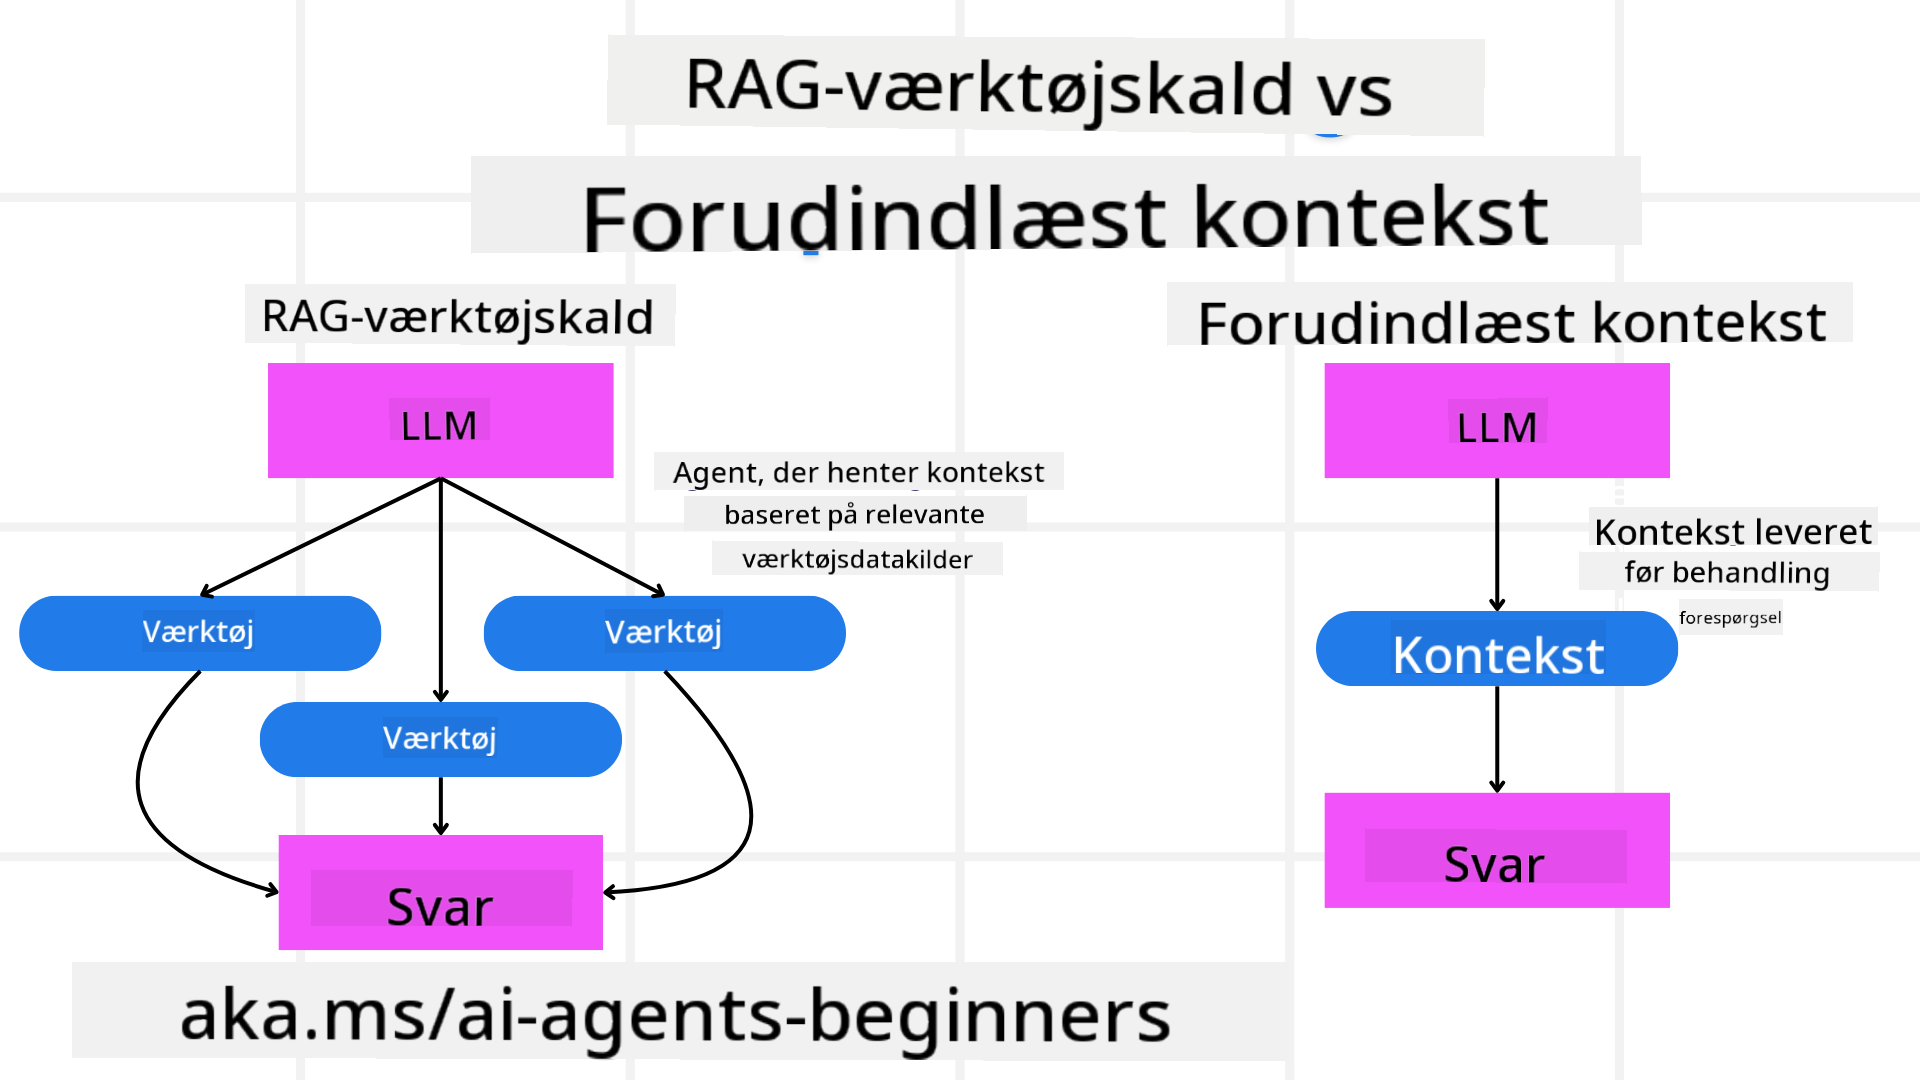 RAG-værktøjskald vs
Forudindlæst kontekst
RAG-værktøjskald
LLM
Agent, der henter kontekst
baseret på relevante
værktøjsdatakilder
Værktøj
Værktøj
Værktøj
Svar
Forudindlæst kontekst
LLM
Kontekst leveret
før behandling
forespørgsel
Kontekst
Svar
aka.ms/ai-agents-beginners